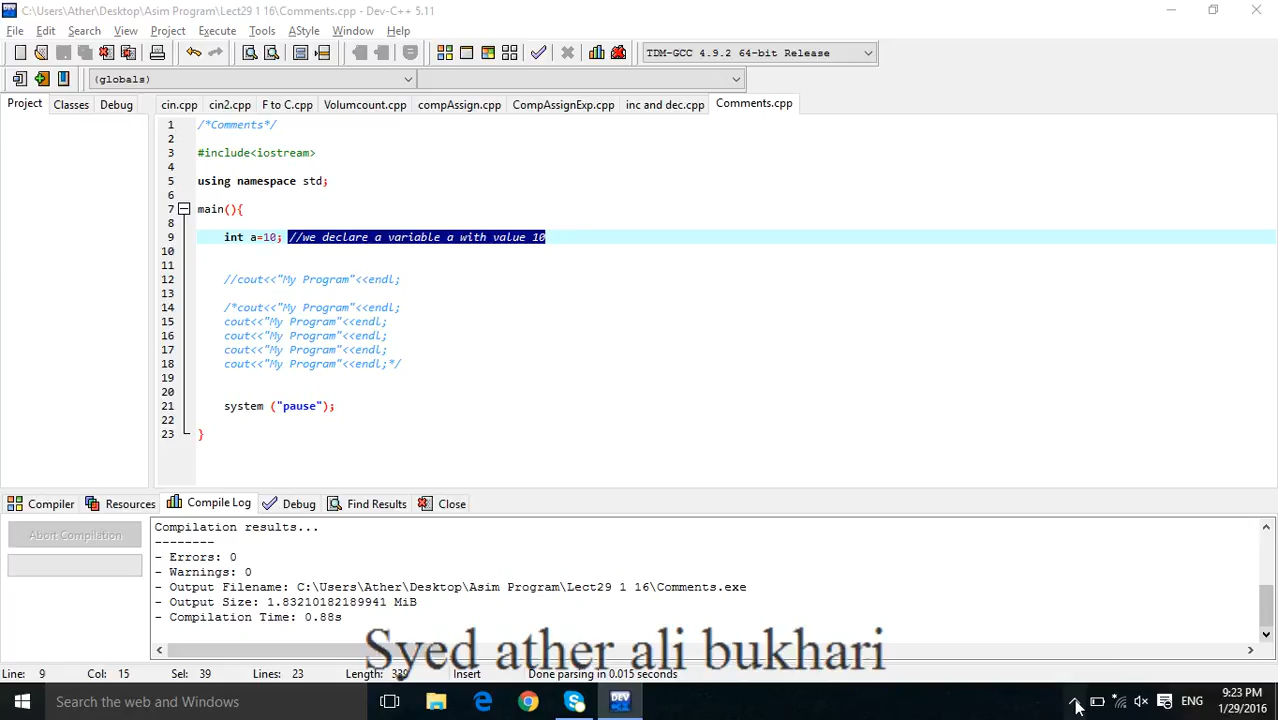 C:\Users\Ather\Desktop\Asim Program\Lect29 1 16\Comments.cpp - Dev-C++ 5.11
File Edit Search View Project Execute Tools AStyle Window Help
TDM-GCC 4.9.2 64-bit Release
(globals)
Project Classes Debug cin.cpp cin2.cpp F to C.cpp Volumcount.cpp compAssign.cpp CompAssignExp.cpp inc and dec.cpp Comments.cpp
1 /*Comments*/
2
3 #include<iostream>
4
5 using namespace std;
6
7 main(){
8
9 int a=10; //we declare a variable a with value 10
10
11
12 //cout<<"My Program"<<endl;
13
14 /*cout<<"My Program"<<endl;
15 cout<<"My Program"<<endl;
16 cout<<"My Program"<<endl;
17 cout<<"My Program"<<endl;
18 cout<<"My Program"<<endl;*/
19
20
21 system ("pause");
22
23 }
Compiler Resources Compile Log Debug Find Results Close
Abort Compilation
Compilation results...
--------
- Errors: 0
- Warnings: 0
- Output Filename: C:\Users\Ather\Desktop\Asim Program\Lect29 1 16\Comments.exe
- Output Size: 1.83210182189941 MiB
- Compilation Time: 0.88s
Syed ather ali bukhari
Line: 9 Col: 15 Sel: 39 Lines: 23 Length: Insert Done parsing in 0.015 seconds
Search the web and Windows
DEV
ENG
9:23 PM
1/29/2016